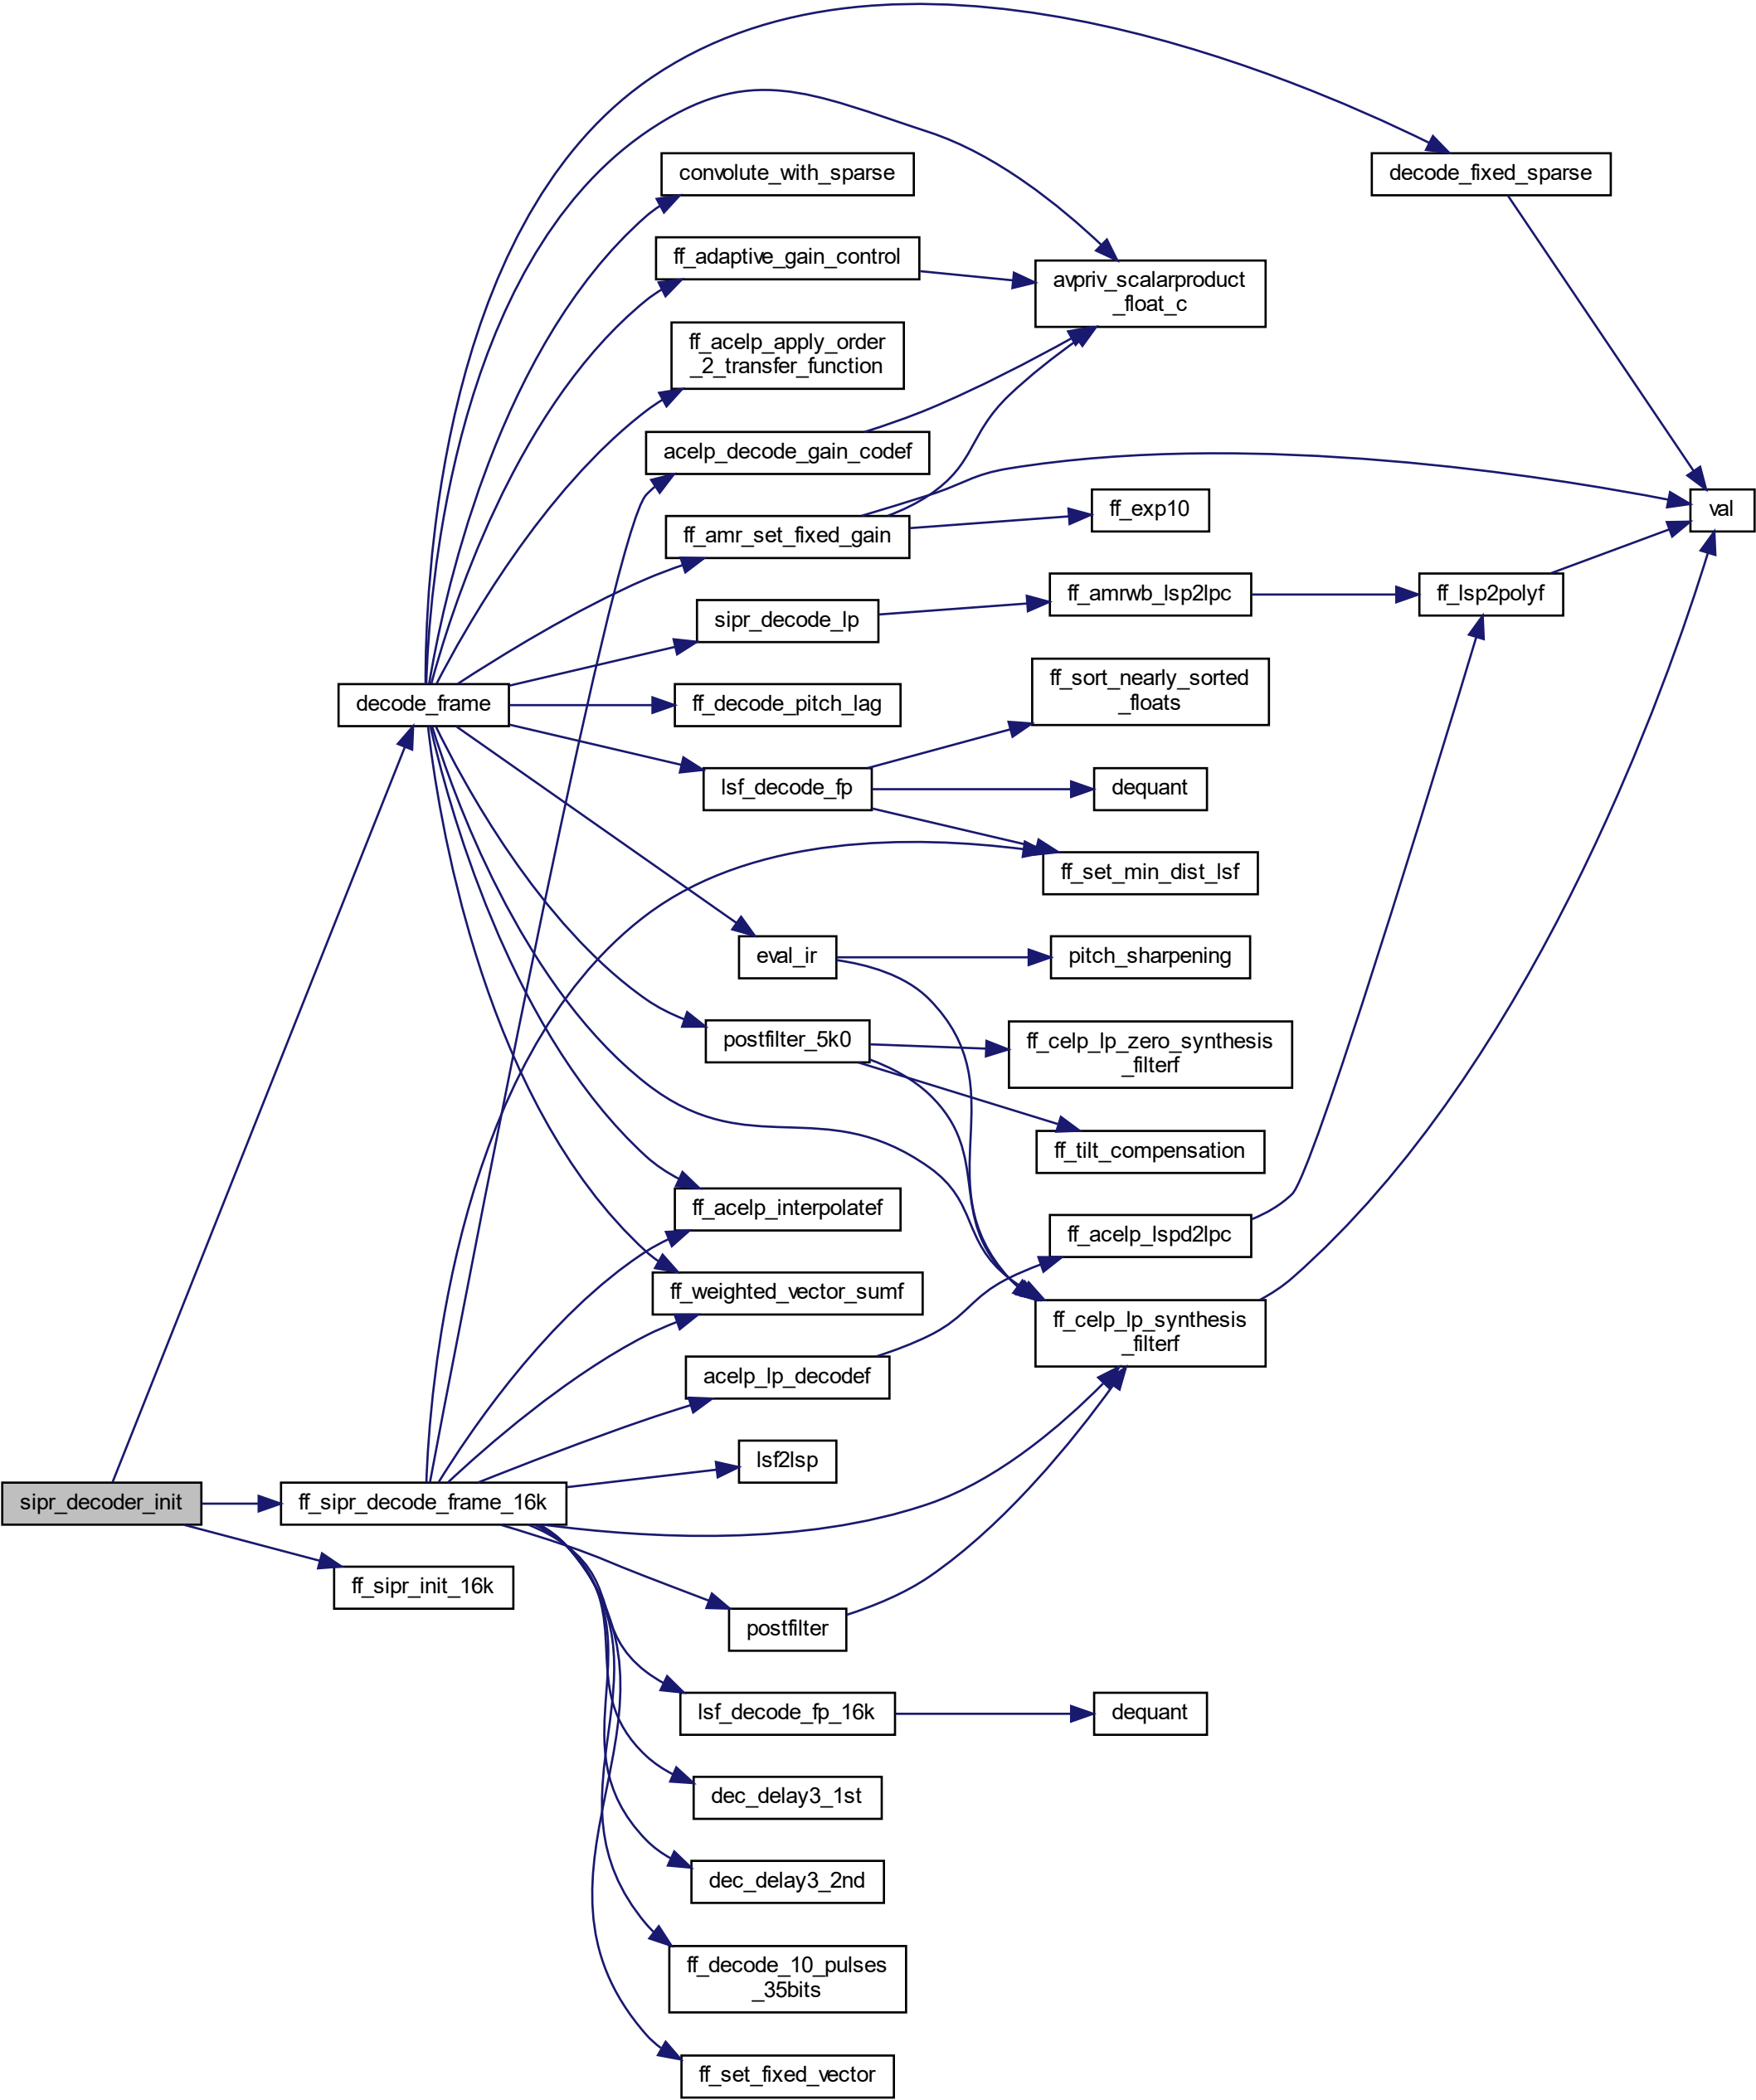 convolute_with_sparse
decode_fixed_sparse
ff_adaptive_gain_control
avpriv_scalarproduct
_float_c
ff_acelp_apply_order
_2_transfer_function
acelp_decode_gain_codef
ff_exp10
val
ff_amr_set_fixed_gain
ff_amrwb_lsp2lpc
ff_lsp2polyf
sipr_decode_lp
ff_sort_nearly_sorted
_floats
decode_frame
ff_decode_pitch_lag
lsf_decode_fp
dequant
ff_set_min_dist_lsf
eval_ir
pitch_sharpening
postfilter_5k0
ff_celp_lp_zero_synthesis
_filterf
ff_tilt_compensation
ff_acelp_interpolatef
ff_acelp_lspd2lpc
ff_weighted_vector_sumf
ff_celp_lp_synthesis
_filterf
acelp_lp_decodef
lsf2lsp
sipr_decoder_init
ff_sipr_decode_frame_16k
ff_sipr_init_16k
postfilter
lsf_decode_fp_16k
dequant
dec_delay3_1st
dec_delay3_2nd
ff_decode_10_pulses
_35bits
ff_set_fixed_vector